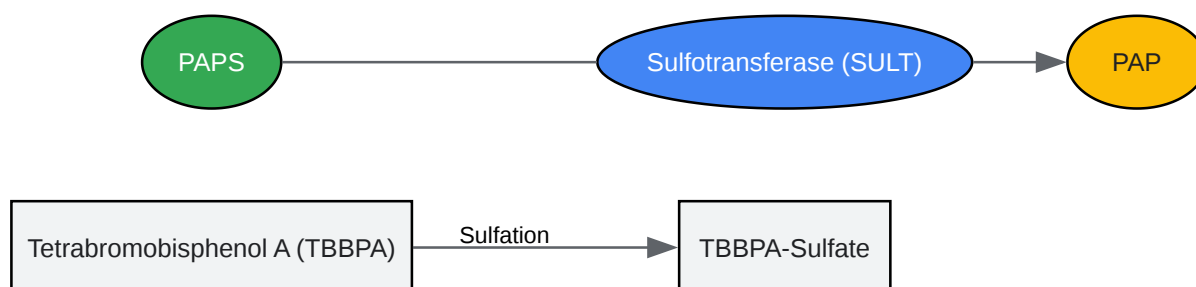 PAPS
Sulfotransferase (SULT)
PAP
Tetrabromobisphenol A (TBBPA)
Sulfation
TBBPA-Sulfate